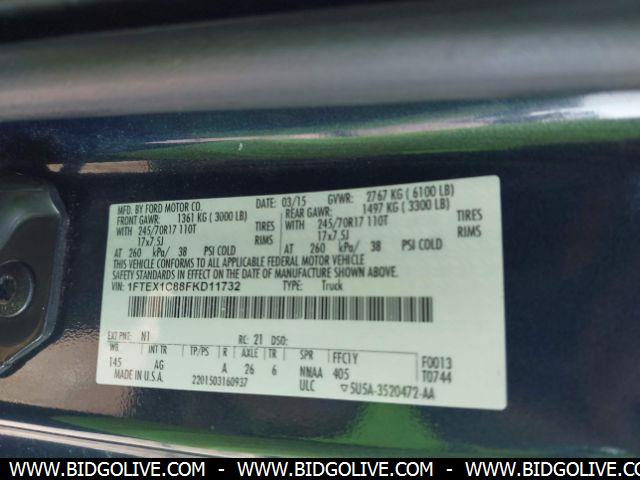 MFD. BY FORD MOTOR CO.
DATE: 03/15 GVWR: 2767 KG ( 6100 LB)
FRONT GAWR: 1361 KG ( 3000 LB) REAR GAWR: 1497 KG ( 3300 LB)
WITH 245/70R17 110T TIRES WITH 245/70R17 110T TIRES
17x7.5J RIMS 17x7.5J RIMS
AT 260 kPa/ 38 PSI COLD AT 260 kPa/ 38 PSI COLD
THIS VEHICLE CONFORMS TO ALL APPLICABLE FEDERAL MOTOR VEHICLE
SAFETY STANDARDS IN EFFECT ON THE DATE OF MANUFACTURE SHOWN ABOVE.
VIN: 1FTEX1C88FKD11732 TYPE: Truck
EXT PNT: N1 RC: 21 DSO:
WB INT TR TP/PS R AXLE TR SPR FFC1Y F0013
145 AG A 26 6 NNAA 405 T0744
MADE IN U.S.A. 2201503160937 ULC 5U5A-3520472-AA
WWW.BIDGOLIVE.COM - WWW.BIDGOLIVE.COM - WWW.BIDGOLIVE.COM - WWW.BIDGOLIVE.COM